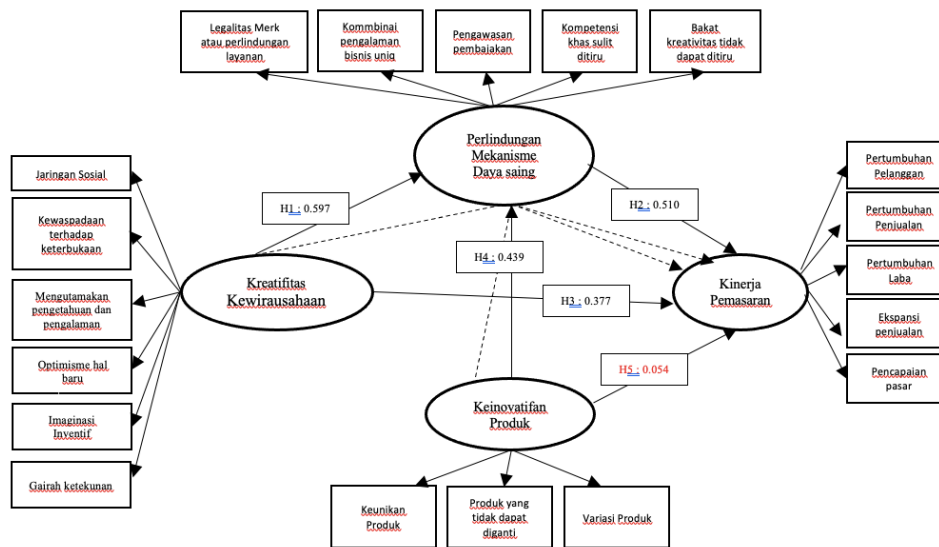 Legalitas Merk
atau perlindungan
layanan
Kommbinai
pengalaman
bisnis uniq
Pengawasan
pembajakan
Kompetensi
khas sulit
ditiru
Bakat
kreativitas tidak
dapat ditiru
Perlindungan
Mekanisme
Daya saing
Jaringan Sosial
Kewaspadaan
terhadap
keterbukaan
Mengutamakan
pengetahuan dan
pengalaman
Optimisme hal
baru
Imaginasi
Inventif
Gairah ketekunan
H1 : 0.597
H2 : 0.510
H4 : 0.439
Kreatifitas
Kewirausahaan
H3 : 0.377
Kinerja
Pemasaran
H5 : 0.054
Keinovatifan
Produk
Pertumbuhan
Pelanggan
Pertumbuhan
Penjualan
Pertumbuhan
Laba
Ekspansi
penjualan
Pencapaian
pasar
Keunikan
Produk
Produk yang
tidak dapat
diganti
Variasi Produk